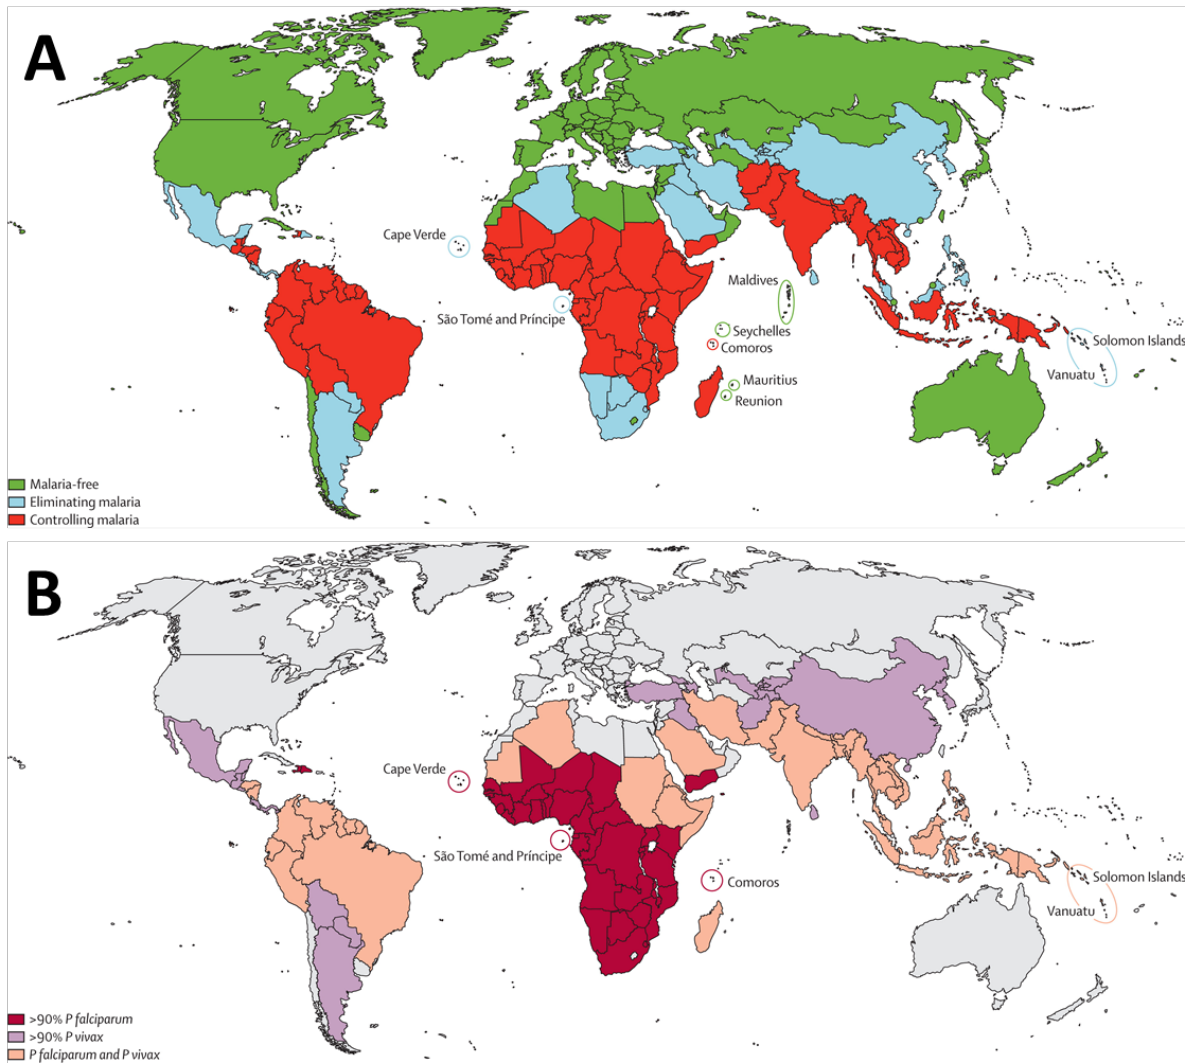 A
Cape Verde
São Tomé and Príncipe
Maldives
Seychelles
Comoros
Mauritius
Reunion
Solomon Islands
Vanuatu
Malaria-free
Eliminating malaria
Controlling malaria
B
Cape Verde
São Tomé and Príncipe
Comoros
Solomon Islands
Vanuatu
>90% P falciparum
>90% P vivax
P falciparum and P vivax